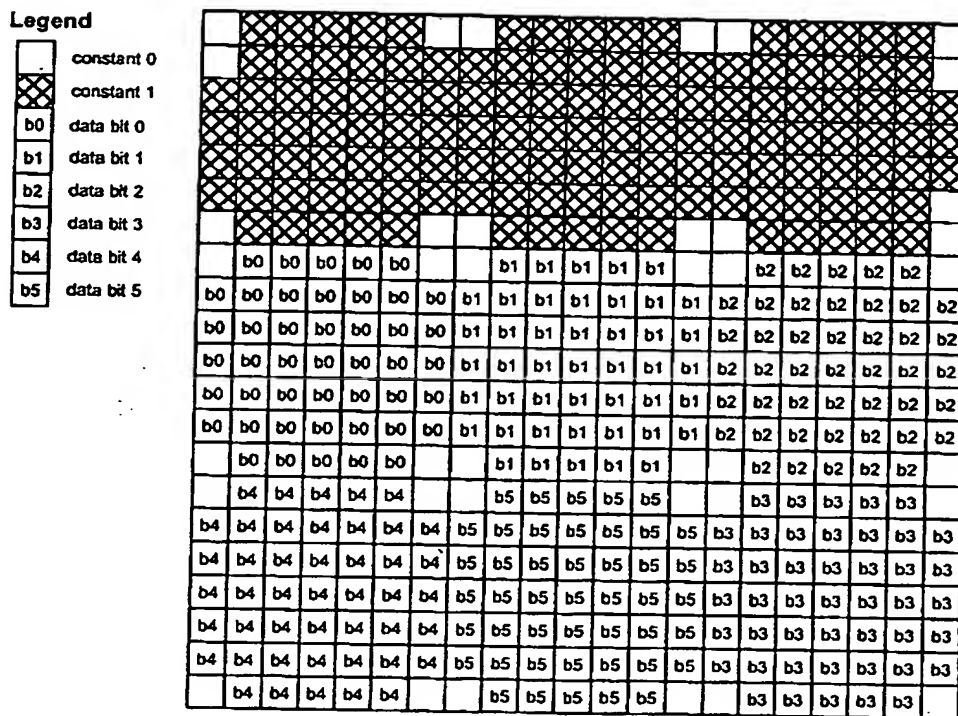 Legend
constant 0
constant 1
b0 data bit 0
b1 data bit 1
b2 data bit 2
b3 data bit 3
b4 data bit 4
b5 data bit 5
b0 b0 b0 b0 b0 b1 b1 b1 b1 b1 b2 b2 b2 b2 b2
b0 b0 b0 b0 b0 b0 b0 b1 b1 b1 b1 b1 b1 b1 b2 b2 b2 b2 b2 b2 b2
b0 b0 b0 b0 b0 b0 b0 b1 b1 b1 b1 b1 b1 b1 b2 b2 b2 b2 b2 b2 b2
b0 b0 b0 b0 b0 b0 b0 b1 b1 b1 b1 b1 b1 b1 b2 b2 b2 b2 b2 b2 b2
b0 b0 b0 b0 b0 b0 b0 b1 b1 b1 b1 b1 b1 b1 b2 b2 b2 b2 b2 b2 b2
b0 b0 b0 b0 b0 b0 b0 b1 b1 b1 b1 b1 b1 b1 b2 b2 b2 b2 b2 b2 b2
b0 b0 b0 b0 b0 b1 b1 b1 b1 b1 b2 b2 b2 b2 b2
b4 b4 b4 b4 b4 b5 b5 b5 b5 b5 b3 b3 b3 b3 b3
b4 b4 b4 b4 b4 b4 b4 b5 b5 b5 b5 b5 b5 b5 b3 b3 b3 b3 b3 b3 b3
b4 b4 b4 b4 b4 b4 b4 b5 b5 b5 b5 b5 b5 b5 b3 b3 b3 b3 b3 b3 b3
b4 b4 b4 b4 b4 b4 b4 b5 b5 b5 b5 b5 b5 b5 b3 b3 b3 b3 b3 b3 b3
b4 b4 b4 b4 b4 b4 b4 b5 b5 b5 b5 b5 b5 b5 b3 b3 b3 b3 b3 b3 b3
b4 b4 b4 b4 b4 b4 b4 b5 b5 b5 b5 b5 b5 b5 b3 b3 b3 b3 b3 b3 b3
b4 b4 b4 b4 b4 b5 b5 b5 b5 b5 b3 b3 b3 b3 b3